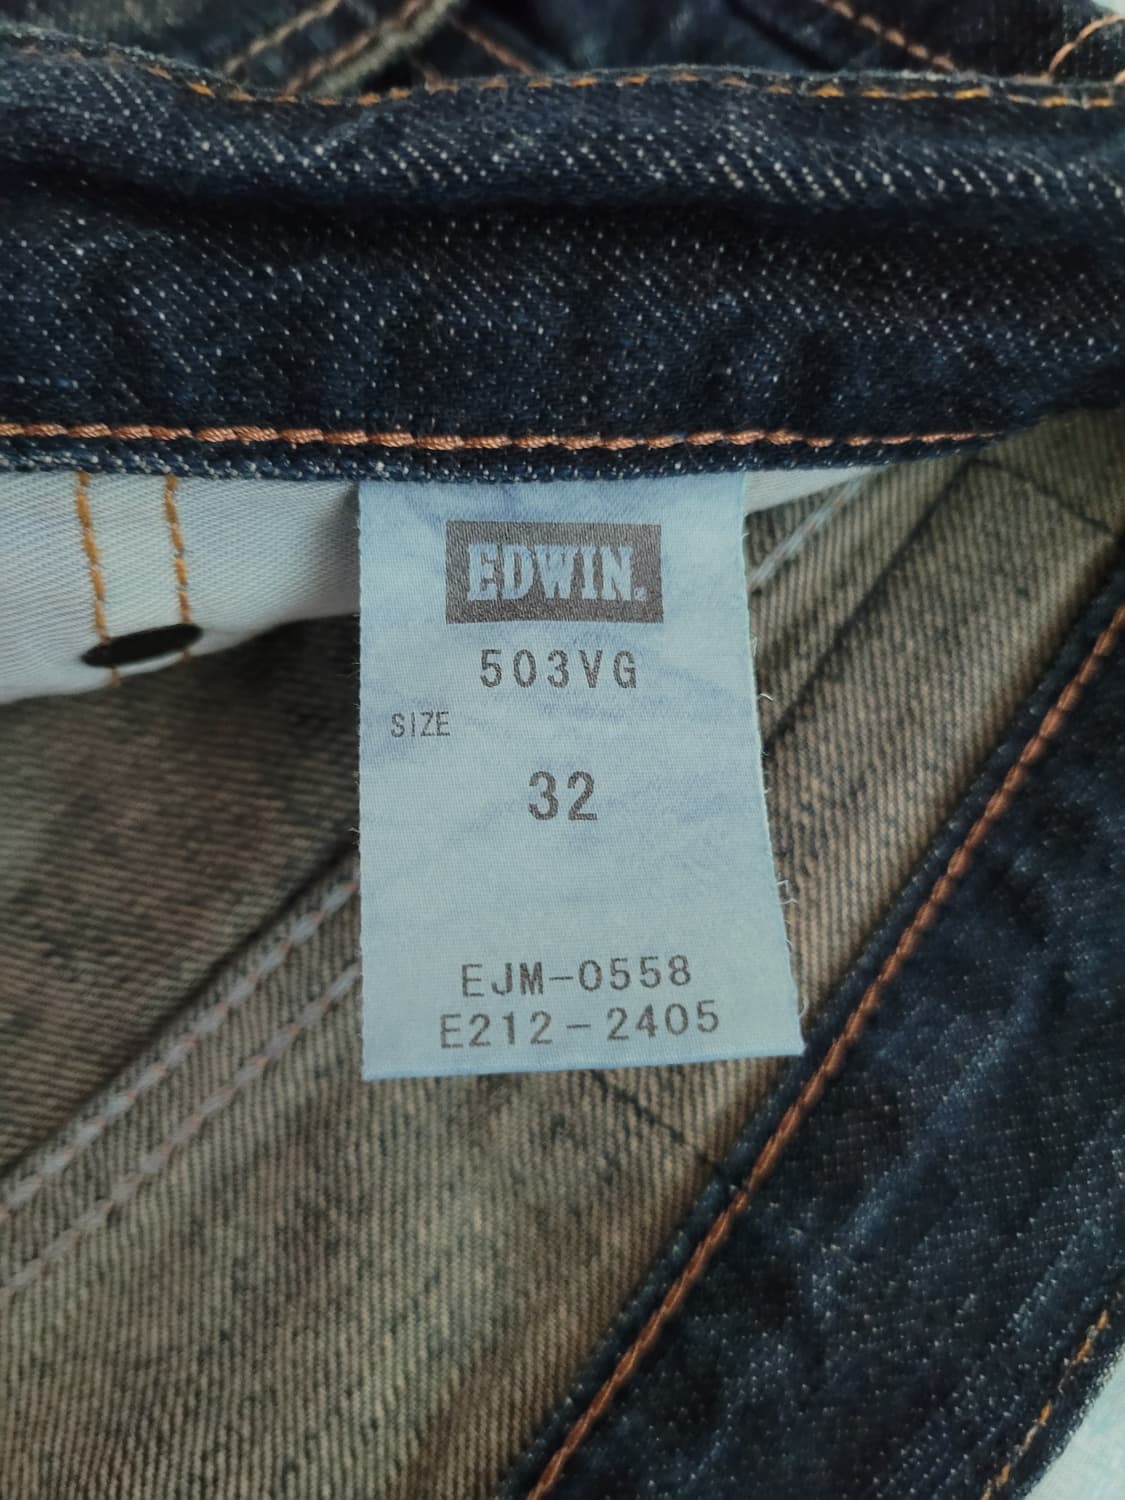 EDWIN.
503VG
SIZE
32
EJM-0558
E212-2405